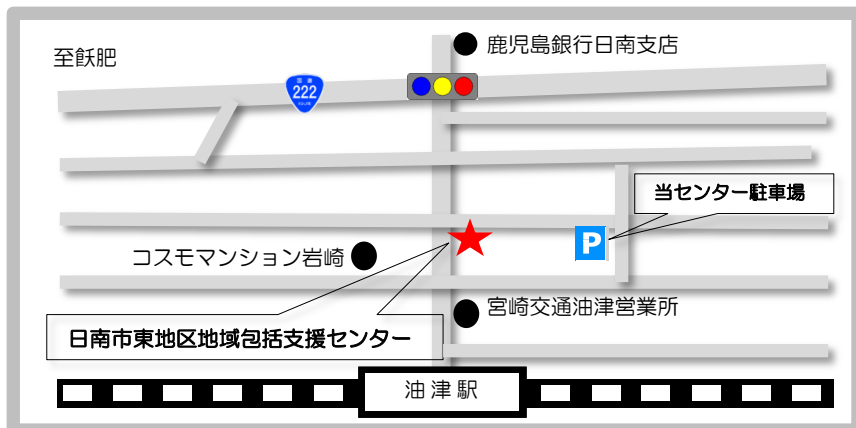 鹿児島銀行日南支店
至飫肥
国道
222
ROUTE
当センター駐車場
P
コスモマンション岩崎
宮崎交通油津営業所
日南市東地区地域包括支援センター
油津駅